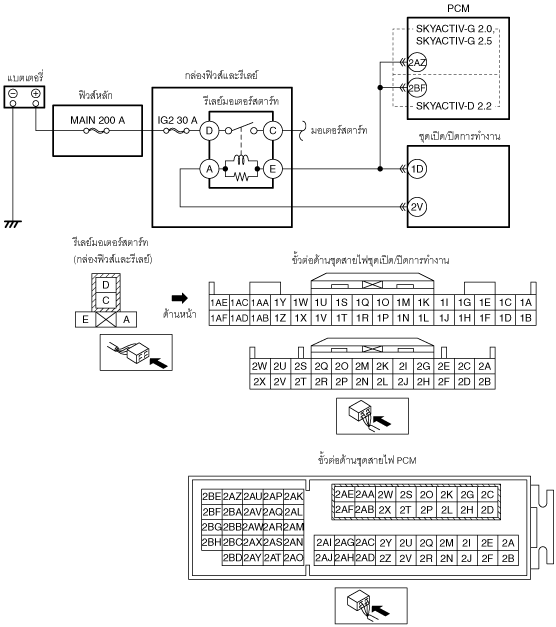 PCM
SKYACTIV-G 2.0,
SKYACTIV-G 2.5
2AZ
2BF
SKYACTIV-D 2.2
แบตเตอรี่
ฟิวส์หลัก
MAIN 200 A
กล่องฟิวส์และรีเลย์
รีเลย์มอเตอร์สตาร์ท
IG2 30 A
D
C
มอเตอร์สตาร์ท
A
E
ชุดเปิด/ปิดการทำงาน
1D
2V
รีเลย์มอเตอร์สตาร์ท
(กล่องฟิวส์และรีเลย์)
D
C
E A
ด้านหน้า
ขั้วต่อด้านชุดสายไฟชุดเปิด/ปิดการทำงาน
1AE 1AC 1AA 1Y 1W 1U 1S 1Q 1O 1M 1K 1I 1G 1E 1C 1A
1AF 1AD 1AB 1Z 1X 1V 1T 1R 1P 1N 1L 1J 1H 1F 1D 1B
2W 2U 2S 2Q 2O 2M 2K 2I 2G 2E 2C 2A
2X 2V 2T 2R 2P 2N 2L 2J 2H 2F 2D 2B
ขั้วต่อด้านชุดสายไฟ PCM
2BE 2AZ 2AU 2AP 2AK
2BF 2BA 2AV 2AQ 2AL
2BG 2BB 2AW 2AR 2AM
2BH 2BC 2AX 2AS 2AN
2BD 2AY 2AT 2AO
2AE 2AA 2W 2S 2O 2K 2G 2C
2AF 2AB 2X 2T 2P 2L 2H 2D
2AI 2AG 2AC 2Y 2U 2Q 2M 2I 2E 2A
2AJ 2AH 2AD 2Z 2V 2R 2N 2J 2F 2B